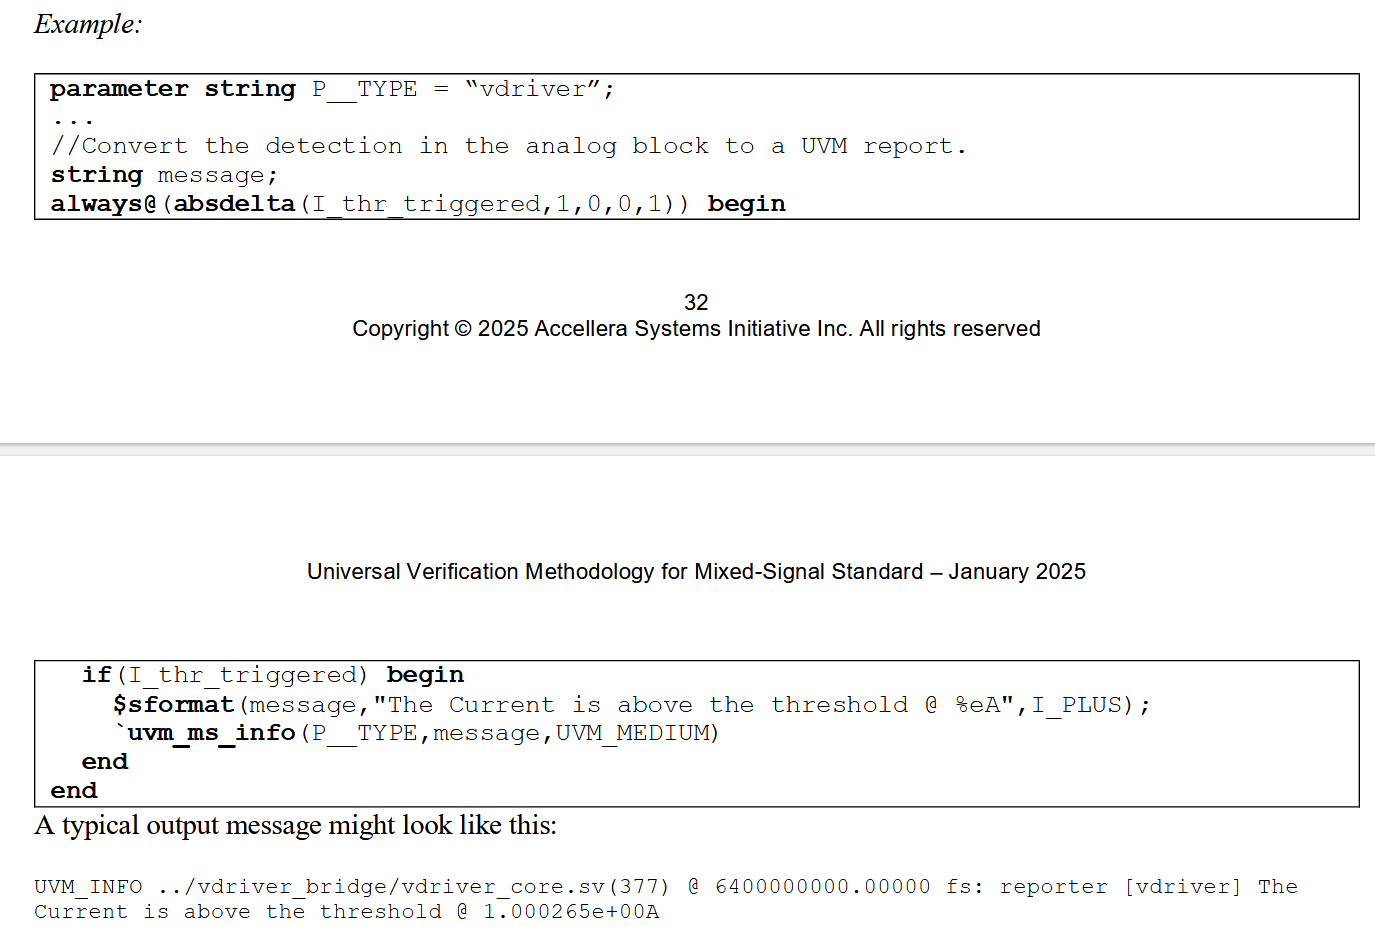 Example:
parameter string P__TYPE = “vdriver”;
...
//Convert the detection in the analog block to a UVM report.
string message;
always@(absdelta(I_thr_triggered,1,0,0,1)) begin
32
Copyright © 2025 Accellera Systems Initiative Inc. All rights reserved
Universal Verification Methodology for Mixed-Signal Standard – January 2025
if(I_thr_triggered) begin
$sformat(message,"The Current is above the threshold @ %eA",I_PLUS);
`uvm_ms_info(P__TYPE,message,UVM_MEDIUM)
end
end
A typical output message might look like this:
UVM_INFO ../vdriver_bridge/vdriver_core.sv(377) @ 6400000000.00000 fs: reporter [vdriver] The
Current is above the threshold @ 1.000265e+00A